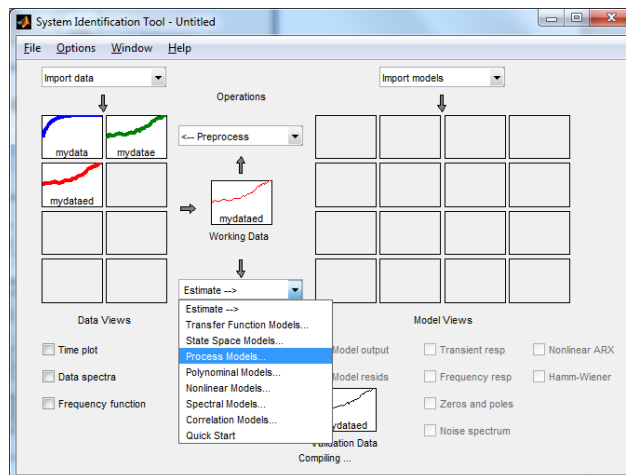 System Identification Tool - Untitled
File Options Window Help
Import data
Import models
Operations
mydata
mydatae
<-- Preprocess
mydataed
mydataed
Working Data
Estimate -->
Estimate -->
Transfer Function Models...
State Space Models...
Process Models...
Polynominal Models...
Nonlinear Models...
Spectral Models...
Correlation Models...
Quick Start
Data Views
Time plot
Data spectra
Frequency function
Model Views
Model output
Transient resp
Nonlinear ARX
Model resids
Frequency resp
Hamm-Wiener
Zeros and poles
Noise spectrum
ydataed
Validation Data
Compiling ...